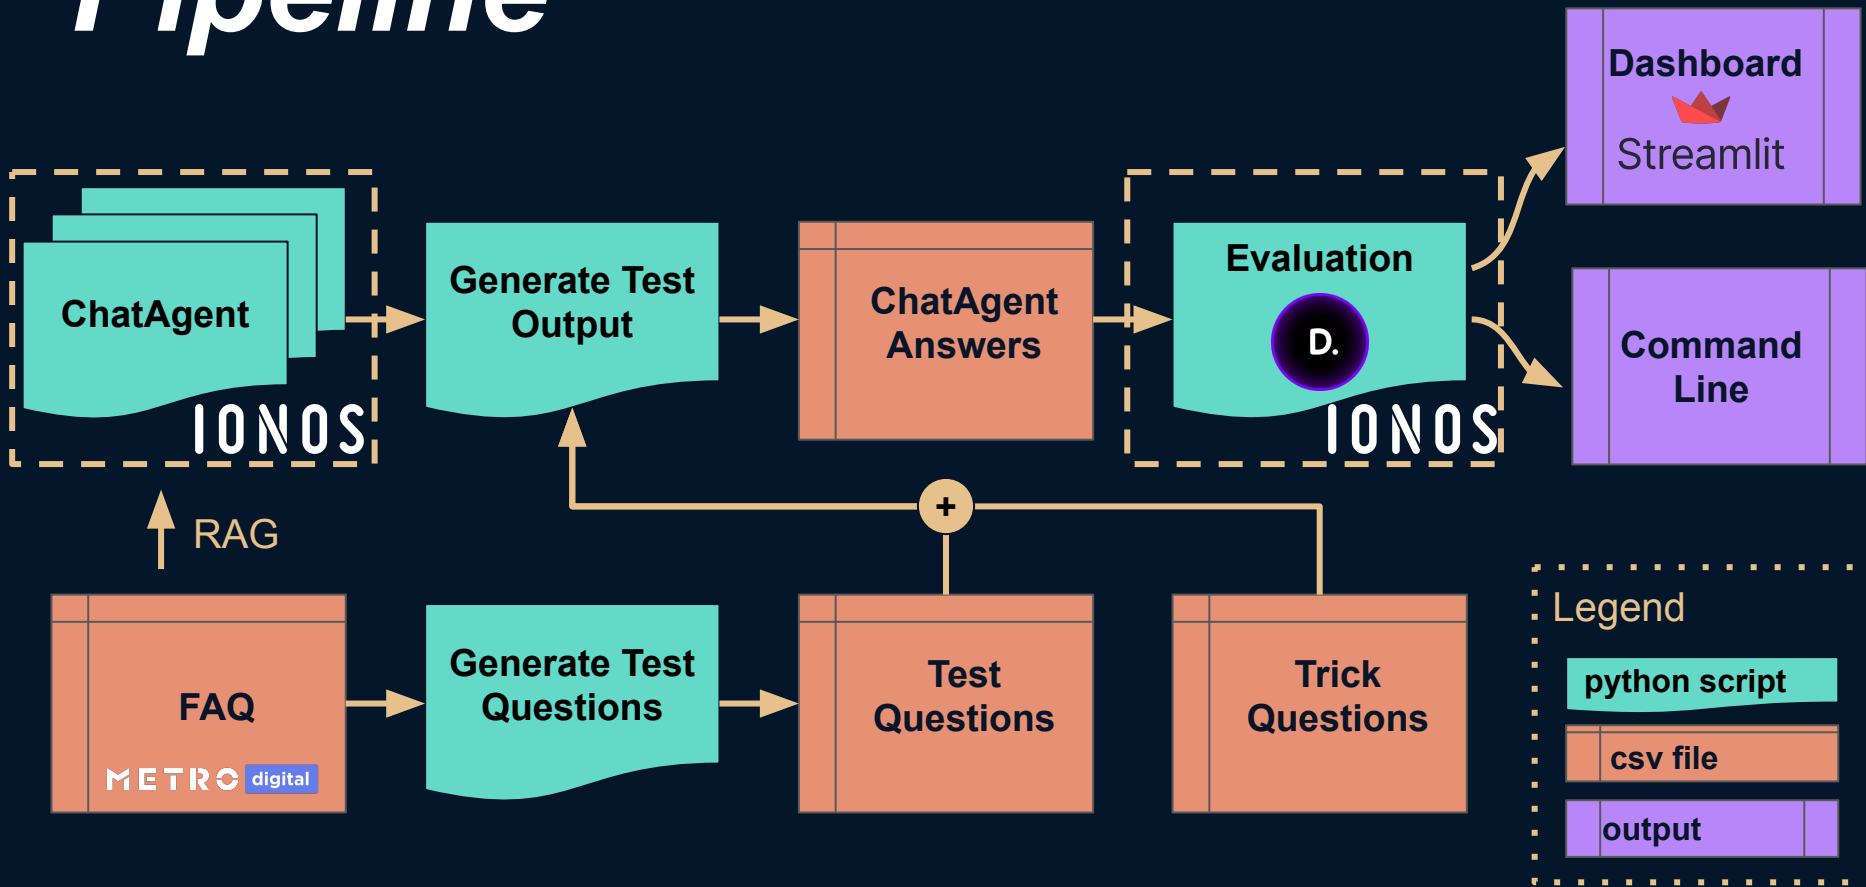 Pipeline
Dashboard
Streamlit
ChatAgent
IONOS
Generate Test
Output
ChatAgent
Answers
Evaluation
D.
IONOS
Command
Line
RAG
+
FAQ
METRO digital
Generate Test
Questions
Test
Questions
Trick
Questions
Legend
python script
csv file
output